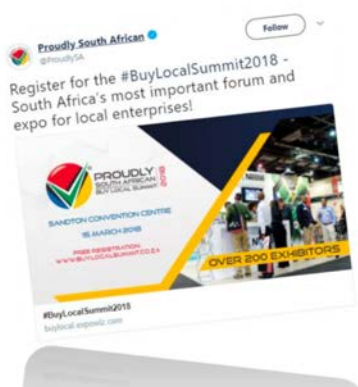 Proudly South African
@ProudlySA
Follow
Register for the #BuyLocalSummit2018 -
South Africa's most important forum and
expo for local enterprises!
PROUDLY
SOUTH AFRICAN
BUY LOCAL SUMMIT
2018
SANDTON CONVENTION CENTRE
15 MARCH 2018
FREE REGISTRATION
WWW.BUYLOCALSUMMIT.CO.ZA
OVER 200 EXHIBITORS
#BuyLocalSummit2018
buylocal.expowiz.com